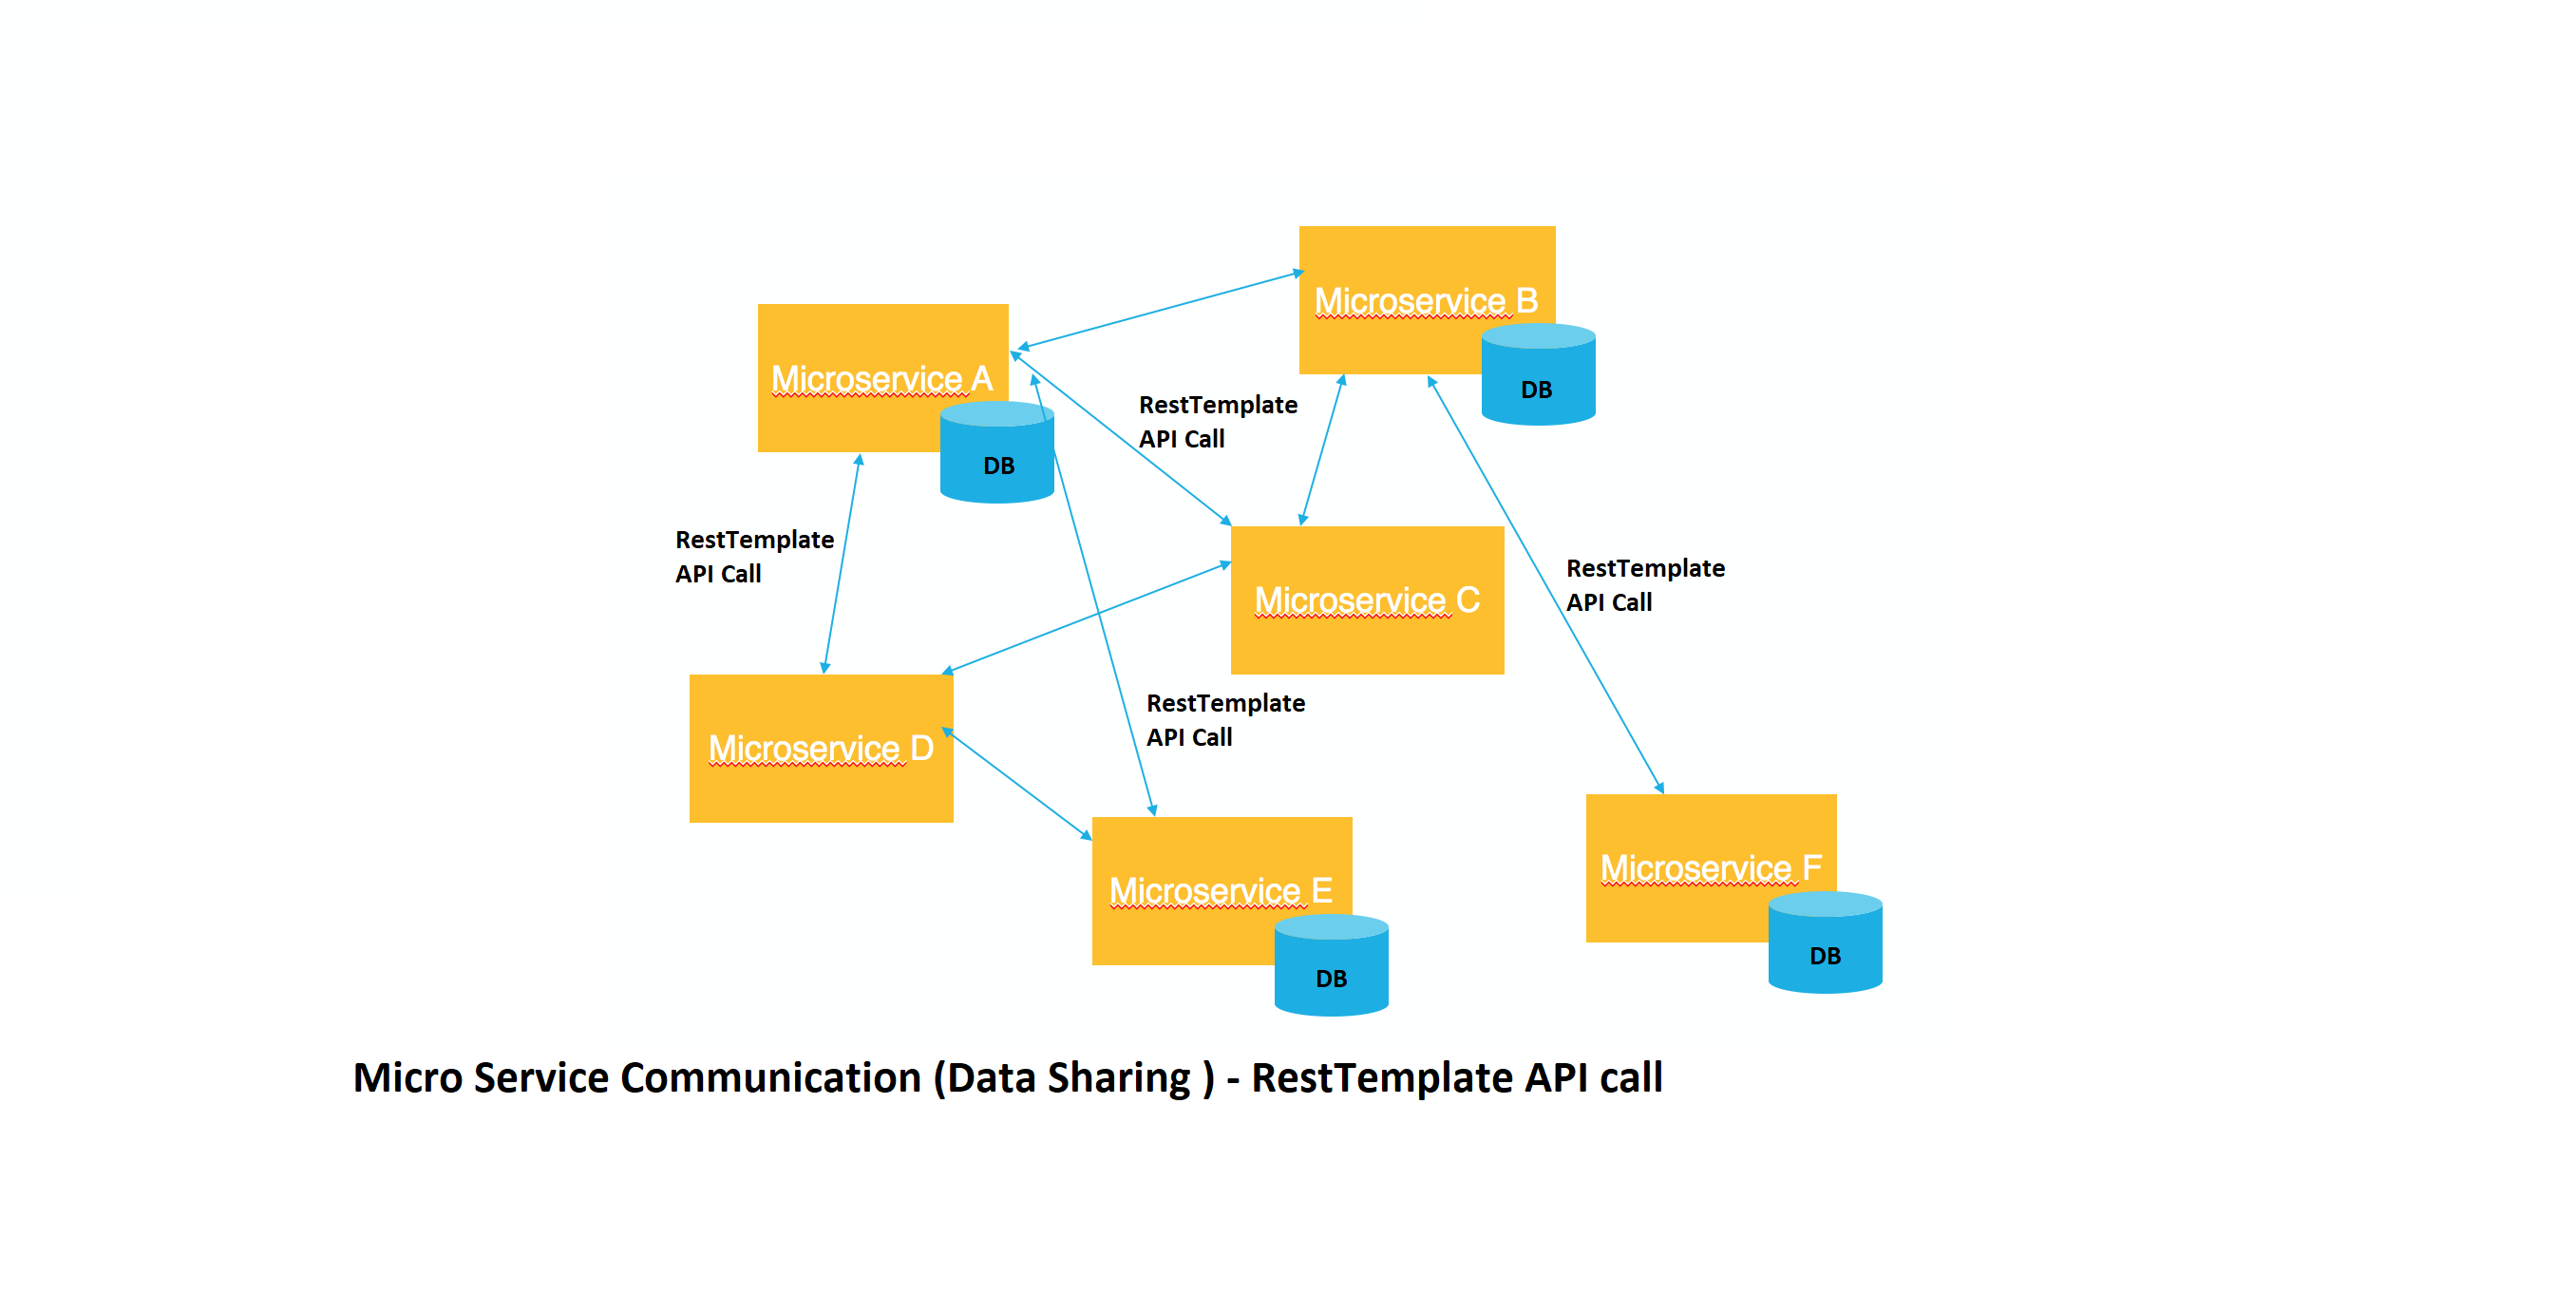 Microservice B
Microservice A
DB
RestTemplate
API Call
DB
RestTemplate
API Call
RestTemplate
API Call
Microservice C
RestTemplate
API Call
Microservice D
Microservice F
Microservice E
DB
DB
Micro Service Communication (Data Sharing ) - RestTemplate API call